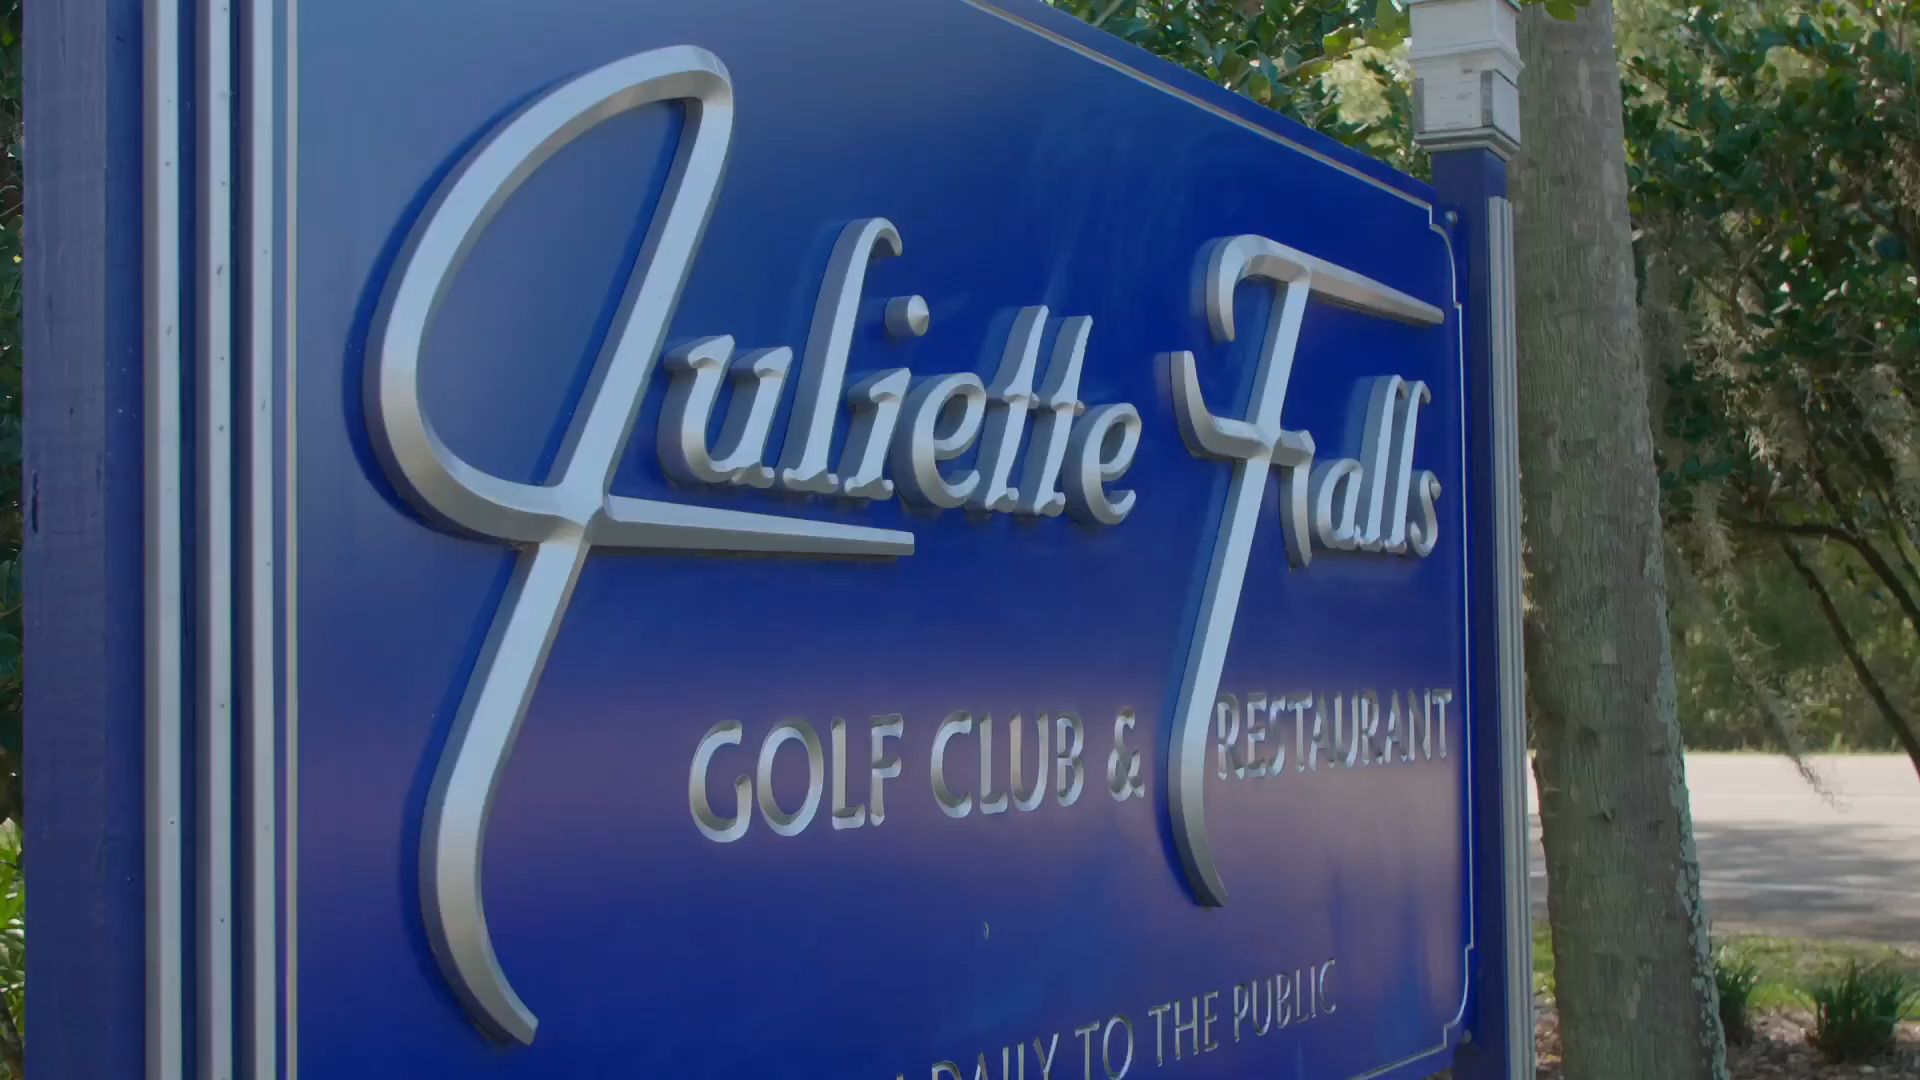 Juliette Falls
GOLF CLUB & RESTAURANT
DAILY TO THE PUBLIC